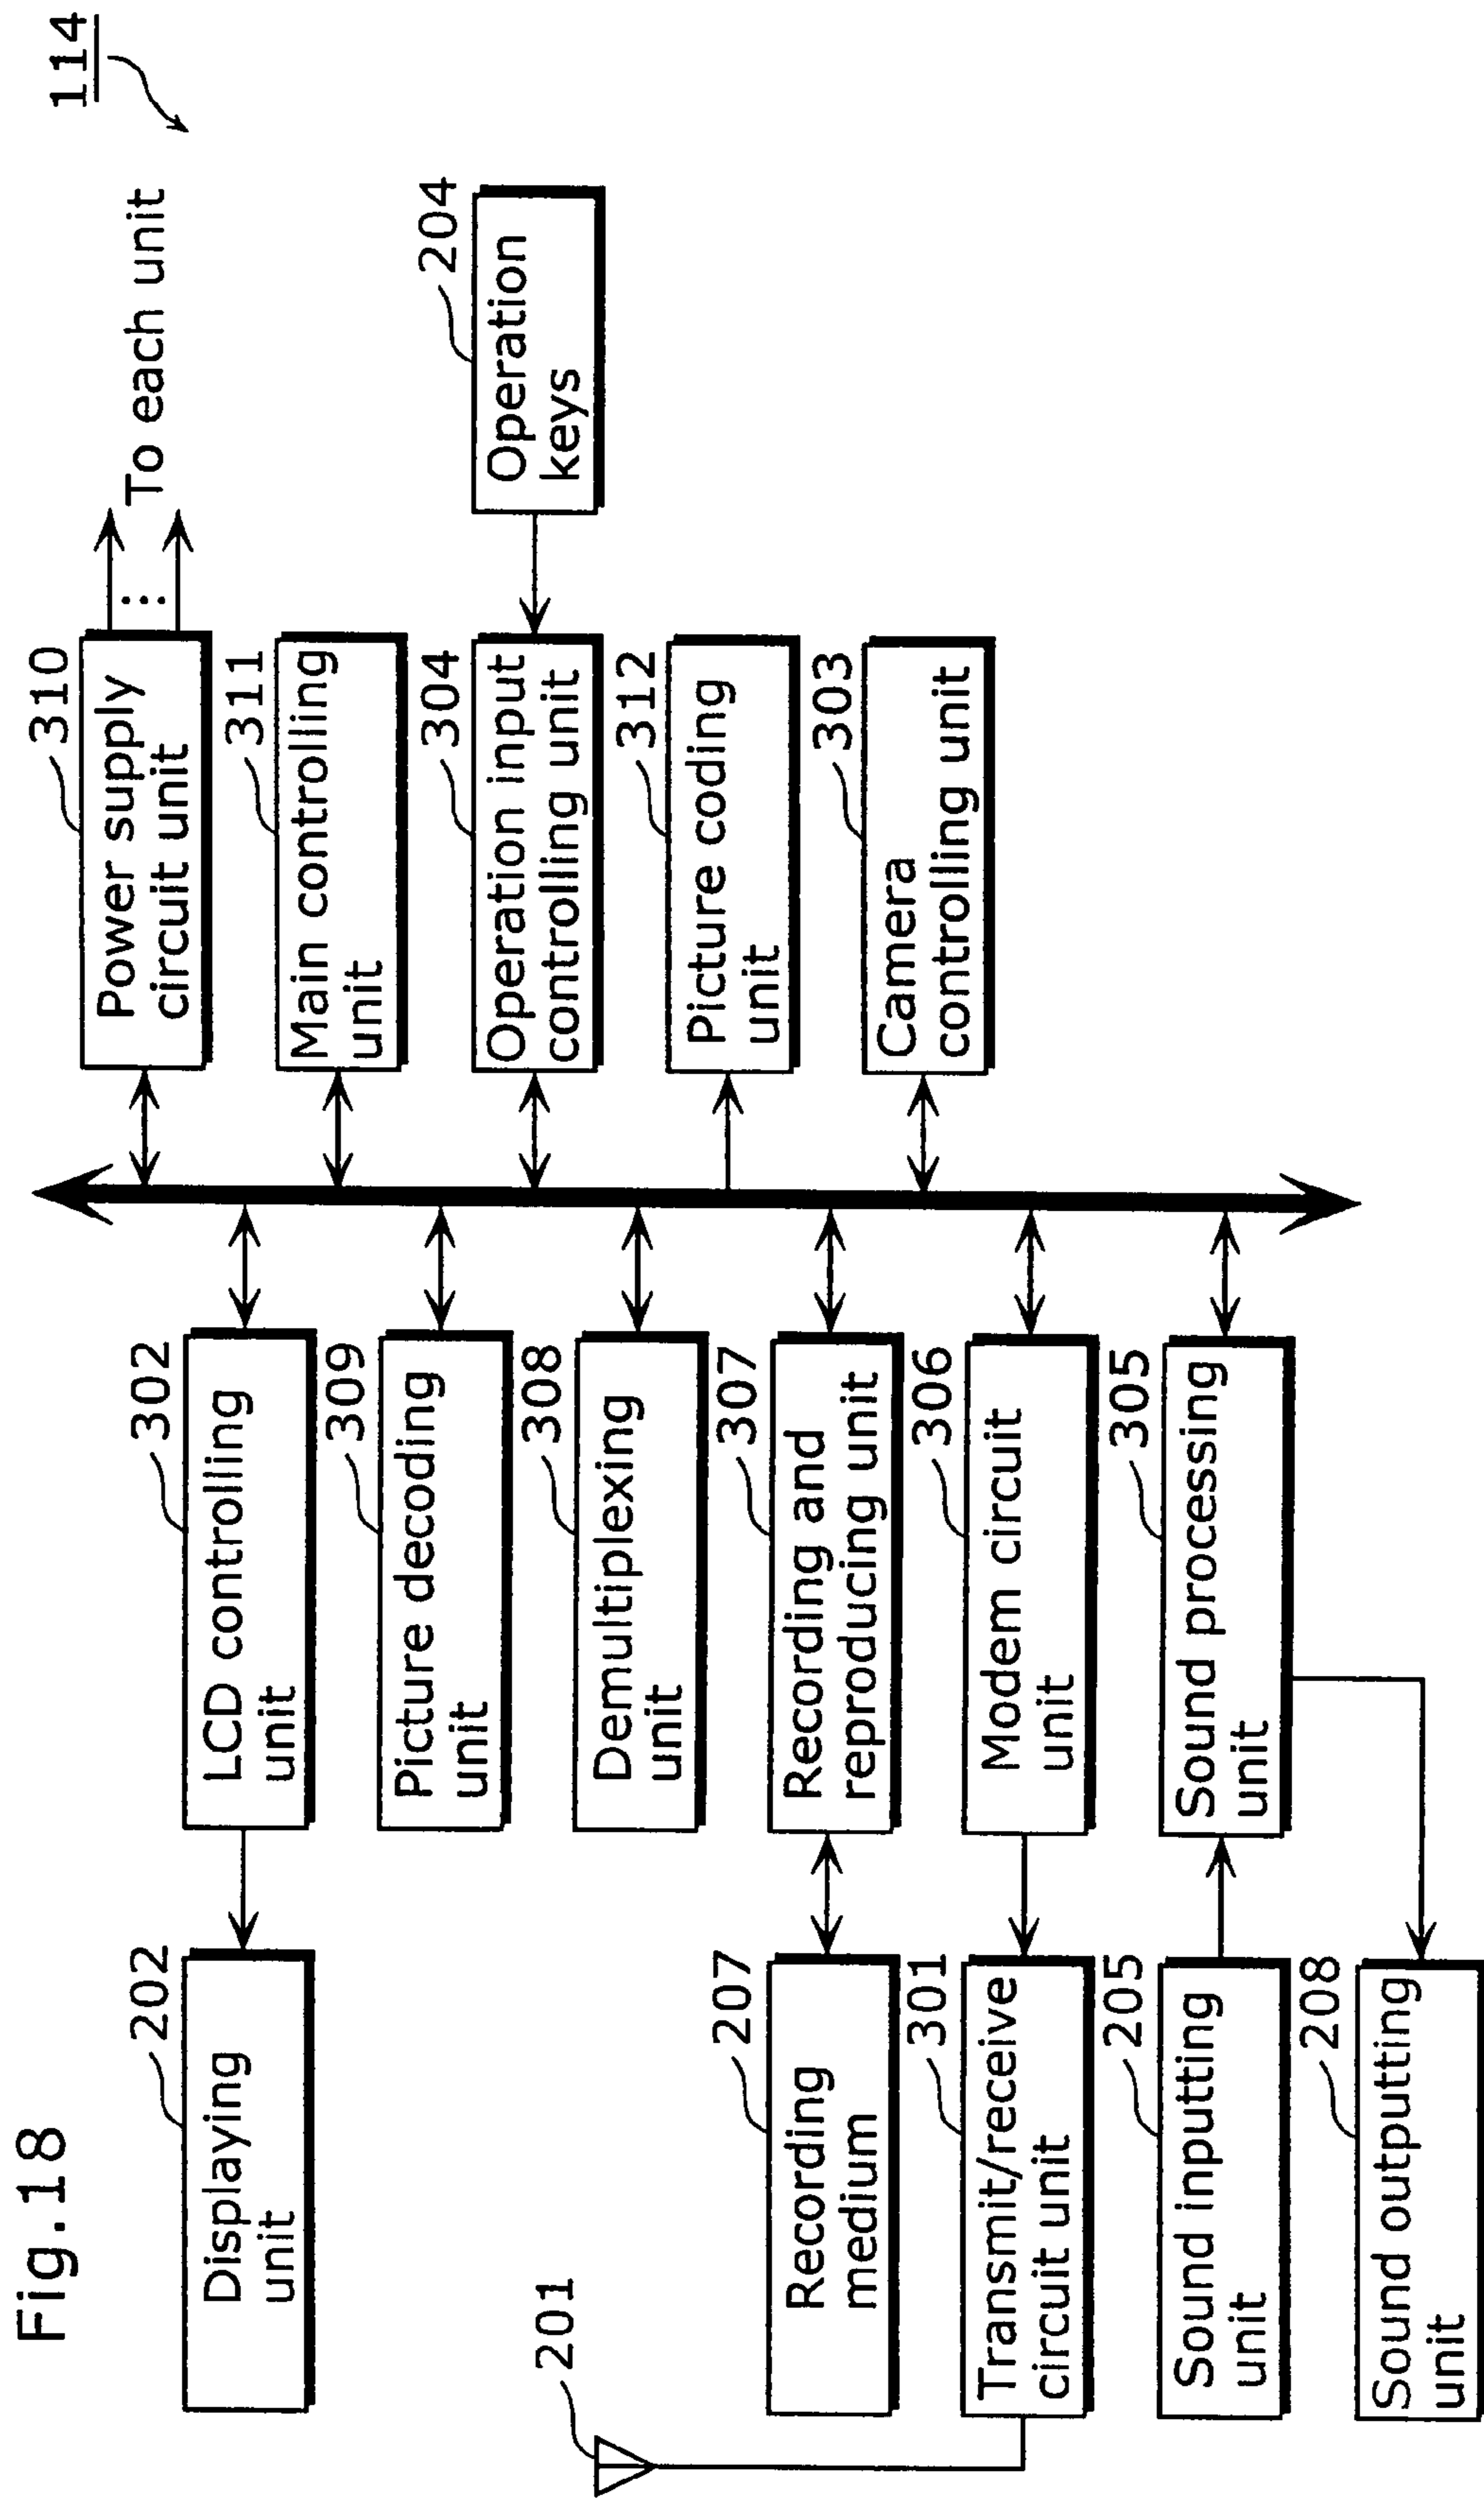 Fig.18
114
202
Displaying
unit
302
LCD controlling
unit
310
Power supply
circuit unit
To each unit
309
Picture decoding
unit
311
Main controlling
unit
308
Demultiplexing
unit
304
Operation input
controlling unit
204
Operation
keys
201
207
Recording
medium
307
Recording and
reproducing unit
312
Picture coding
unit
301
Transmit/receive
circuit unit
306
Modem circuit
unit
303
Camera
controlling unit
205
Sound inputting
unit
305
Sound processing
unit
208
Sound outputting
unit